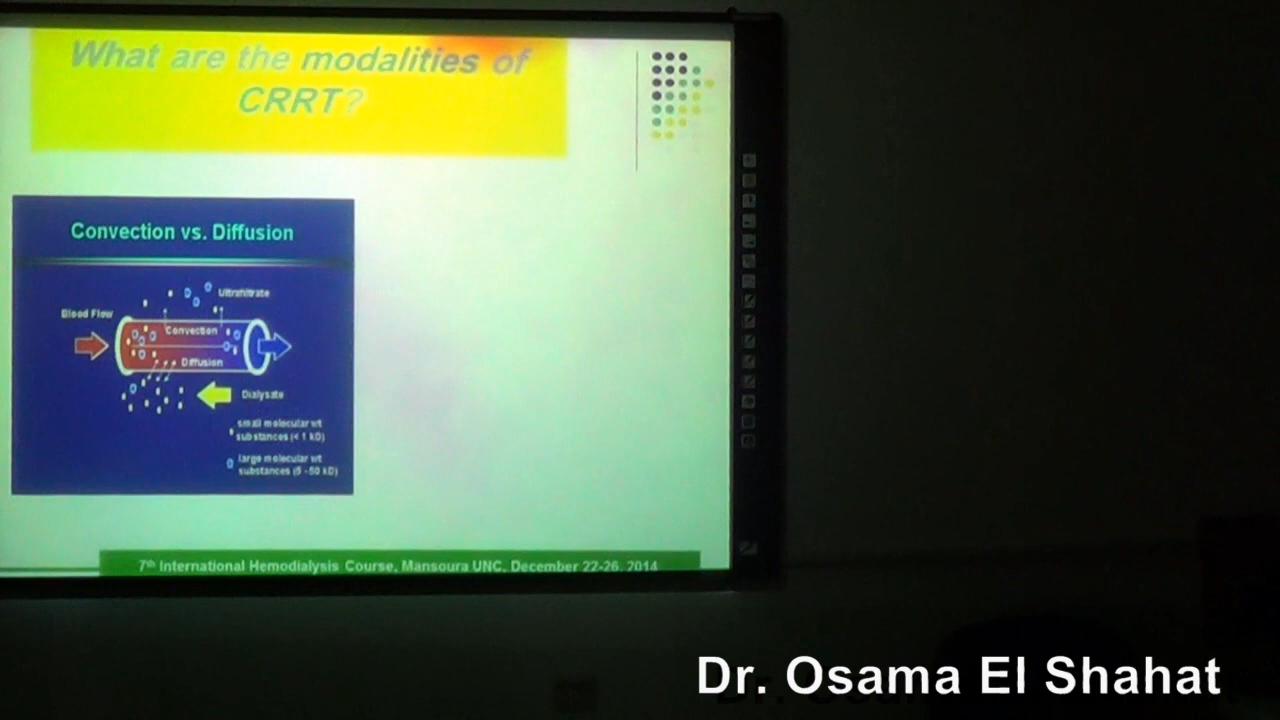 What are the modalities of
CRRT?
Convection vs. Diffusion
Ultrafiltrate
Blood Flow
Convection
Diffusion
Dialysate
small molecular wt
substances (< 1 kD)
large molecular wt
substances (5 - 50 kD)
7th International Hemodialysis Course, Mansoura UNC, December 22-26, 2014
Dr. Osama El Shahat